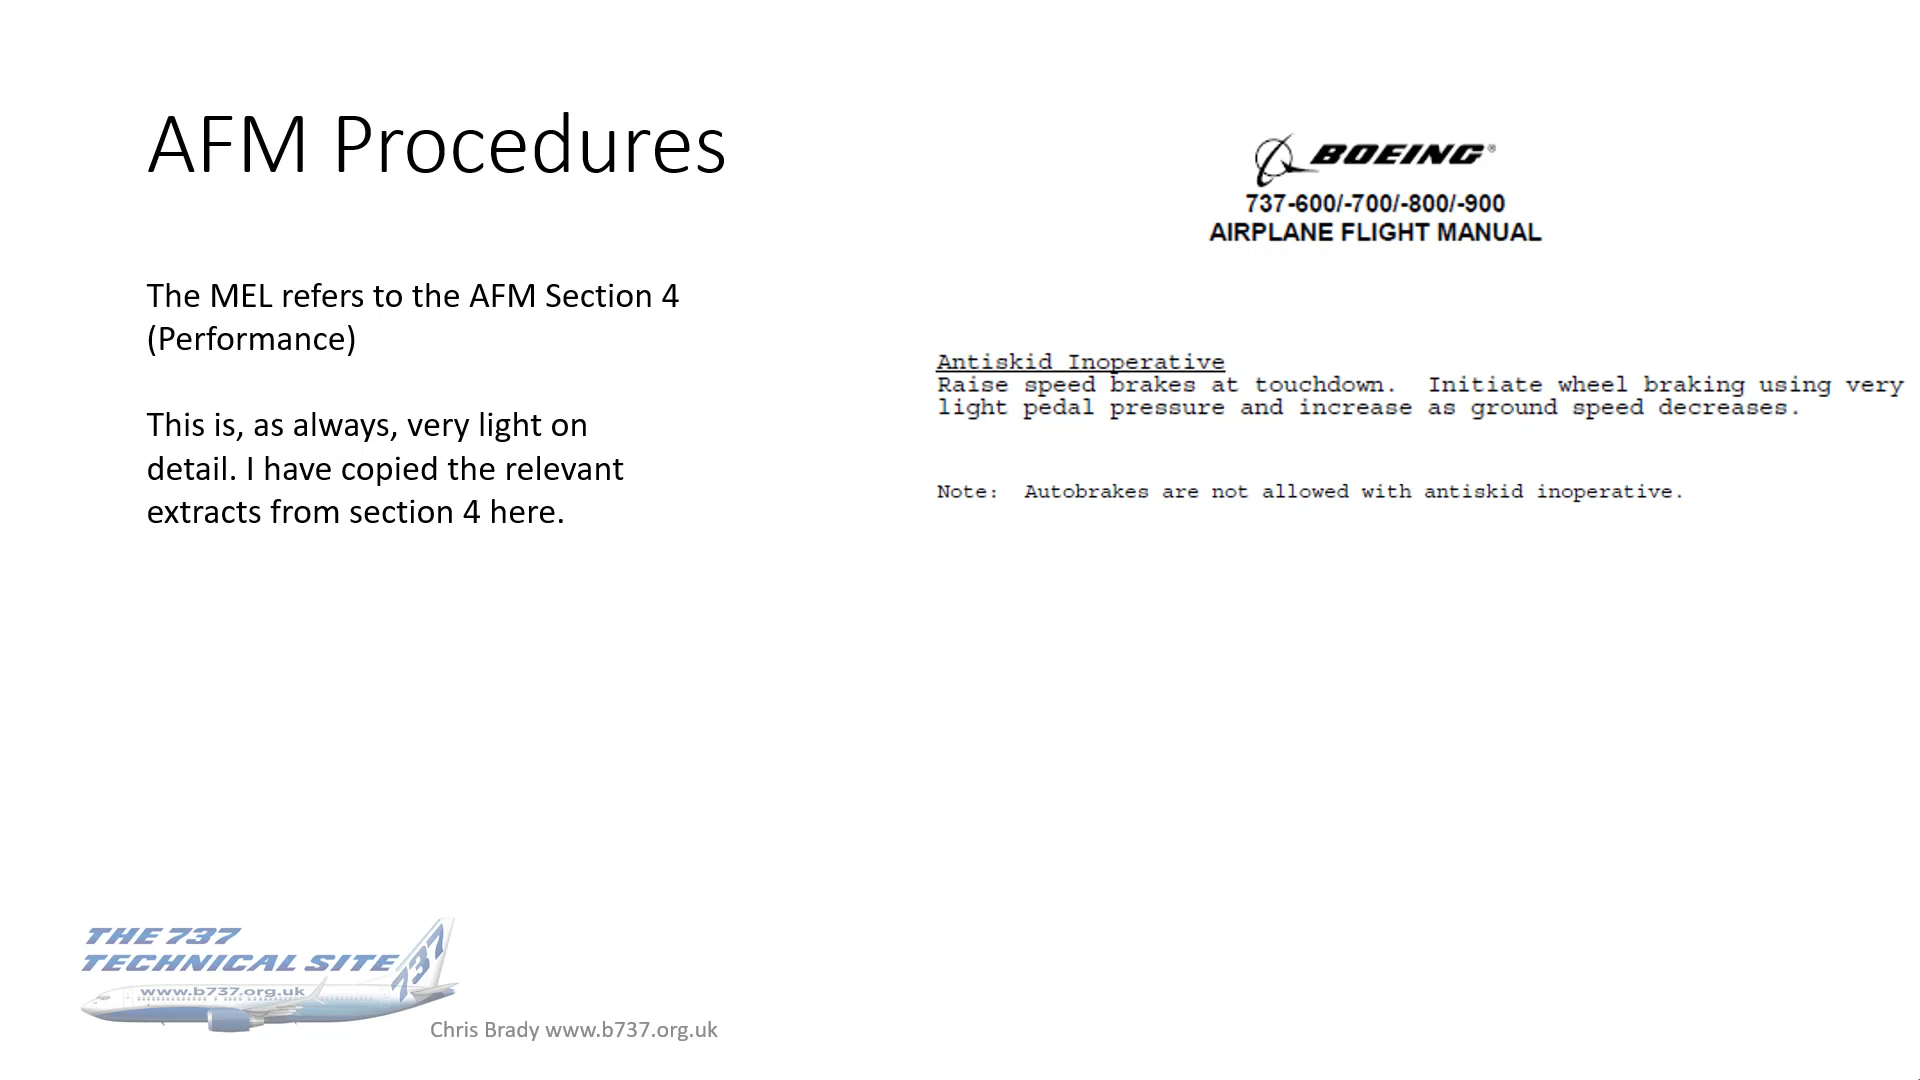 AFM Procedures
The MEL refers to the AFM Section 4
(Performance)
This is, as always, very light on
detail. I have copied the relevant
extracts from section 4 here.
BOEING®
737-600/-700/-800/-900
AIRPLANE FLIGHT MANUAL
Antiskid Inoperative
Raise speed brakes at touchdown.  Initiate wheel braking using very
light pedal pressure and increase as ground speed decreases.
Note:  Autobrakes are not allowed with antiskid inoperative.
THE 737
TECHNICAL SITE
737
www.b737.org.uk
Chris Brady www.b737.org.uk